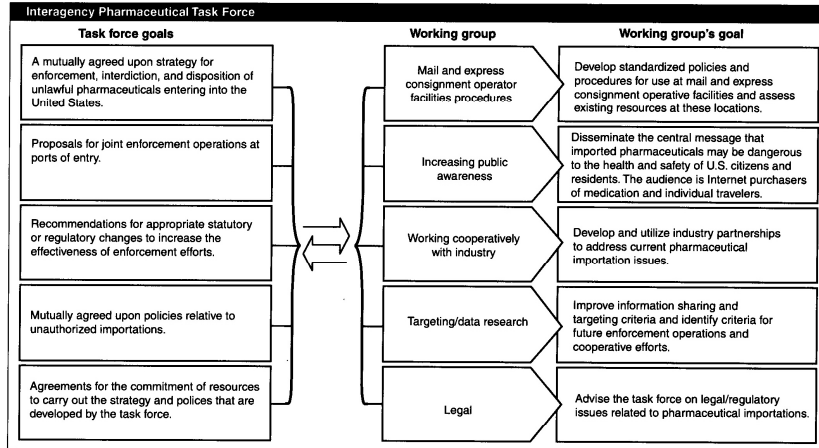 Interagency Pharmaceutical Task Force
Task force goals
A mutually agreed upon strategy for
enforcement, interdiction, and disposition of
unlawful pharmaceuticals entering into the
United States.
Proposals for joint enforcement operations at
ports of entry.
Recommendations for appropriate statutory
or regulatory changes to increase the
effectiveness of enforcement efforts.
Mutually agreed upon policies relative to
unauthorized importations.
Agreements for the commitment of resources
to carry out the strategy and polices that are
developed by the task force.
Working group
Working group's goal
Mail and express
consignment operator
facilities procedures
Develop standardized policies and
procedures for use at mail and express
consignment operative facilities and assess
existing resources at these locations.
Increasing public
awareness
Disseminate the central message that
imported pharmaceuticals may be dangerous
to the health and safety of U.S. citizens and
residents. The audience is Internet purchasers
of medication and individual travelers.
Working cooperatively
with industry
Develop and utilize industry partnerships
to address current pharmaceutical
importation issues.
Targeting/data research
Improve information sharing and
targeting criteria and identify criteria for
future enforcement operations and
cooperative efforts.
Legal
Advise the task force on legal/regulatory
issues related to pharmaceutical importations.